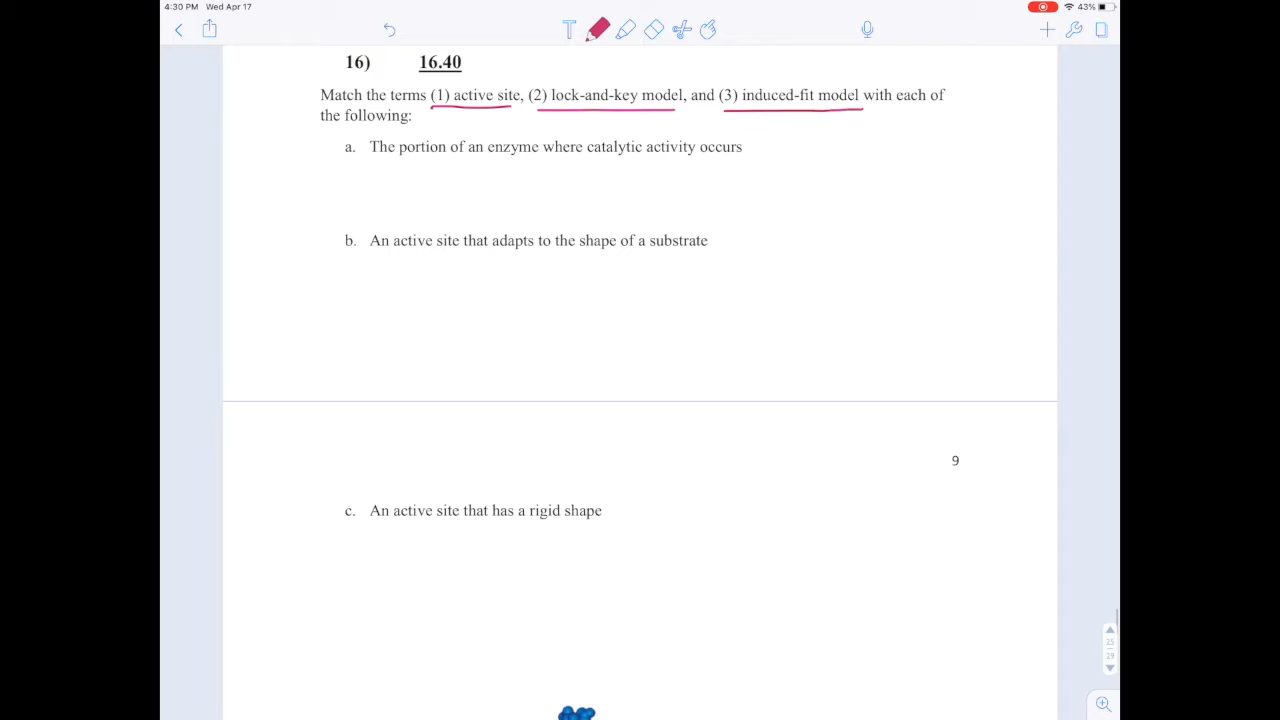 4:30 PM Wed Apr 17
43%
T
16) 16.40
Match the terms (1) active site, (2) lock-and-key model, and (3) induced-fit model with each of
the following:
a. The portion of an enzyme where catalytic activity occurs
b. An active site that adapts to the shape of a substrate
9
c. An active site that has a rigid shape
25
29